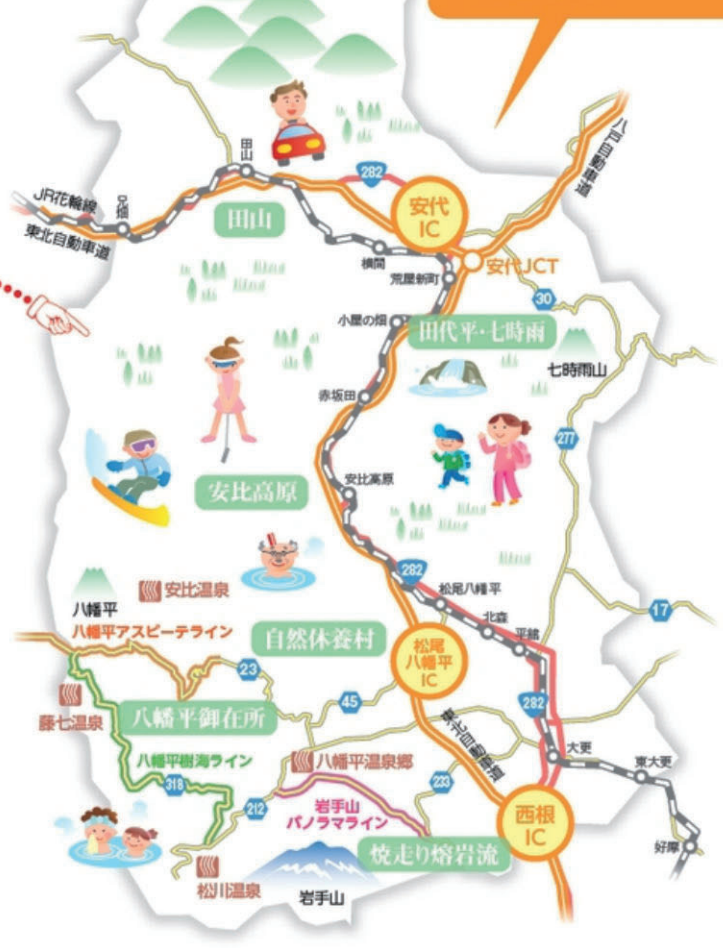 八戸自動車道
田山
282
JR花輪線
兄畑
東北自動車道
田山
安代
IC
横間
荒屋新町
安代JCT
30
小屋の畑
田代平・七時雨
七時雨山
赤坂田
277
安比高原
安比高原
282
八幡平
安比温泉
松尾八幡平
北森
平舘
17
八幡平アスピーテライン
自然休養村
松尾
八幡平
IC
23
45
282
藤七温泉
八幡平御在所
東北自動車道
大更
東大更
八幡平樹海ライン
八幡平温泉郷
318
212
233
岩手山
パノラマライン
西根
IC
好摩
焼走り熔岩流
松川温泉
岩手山